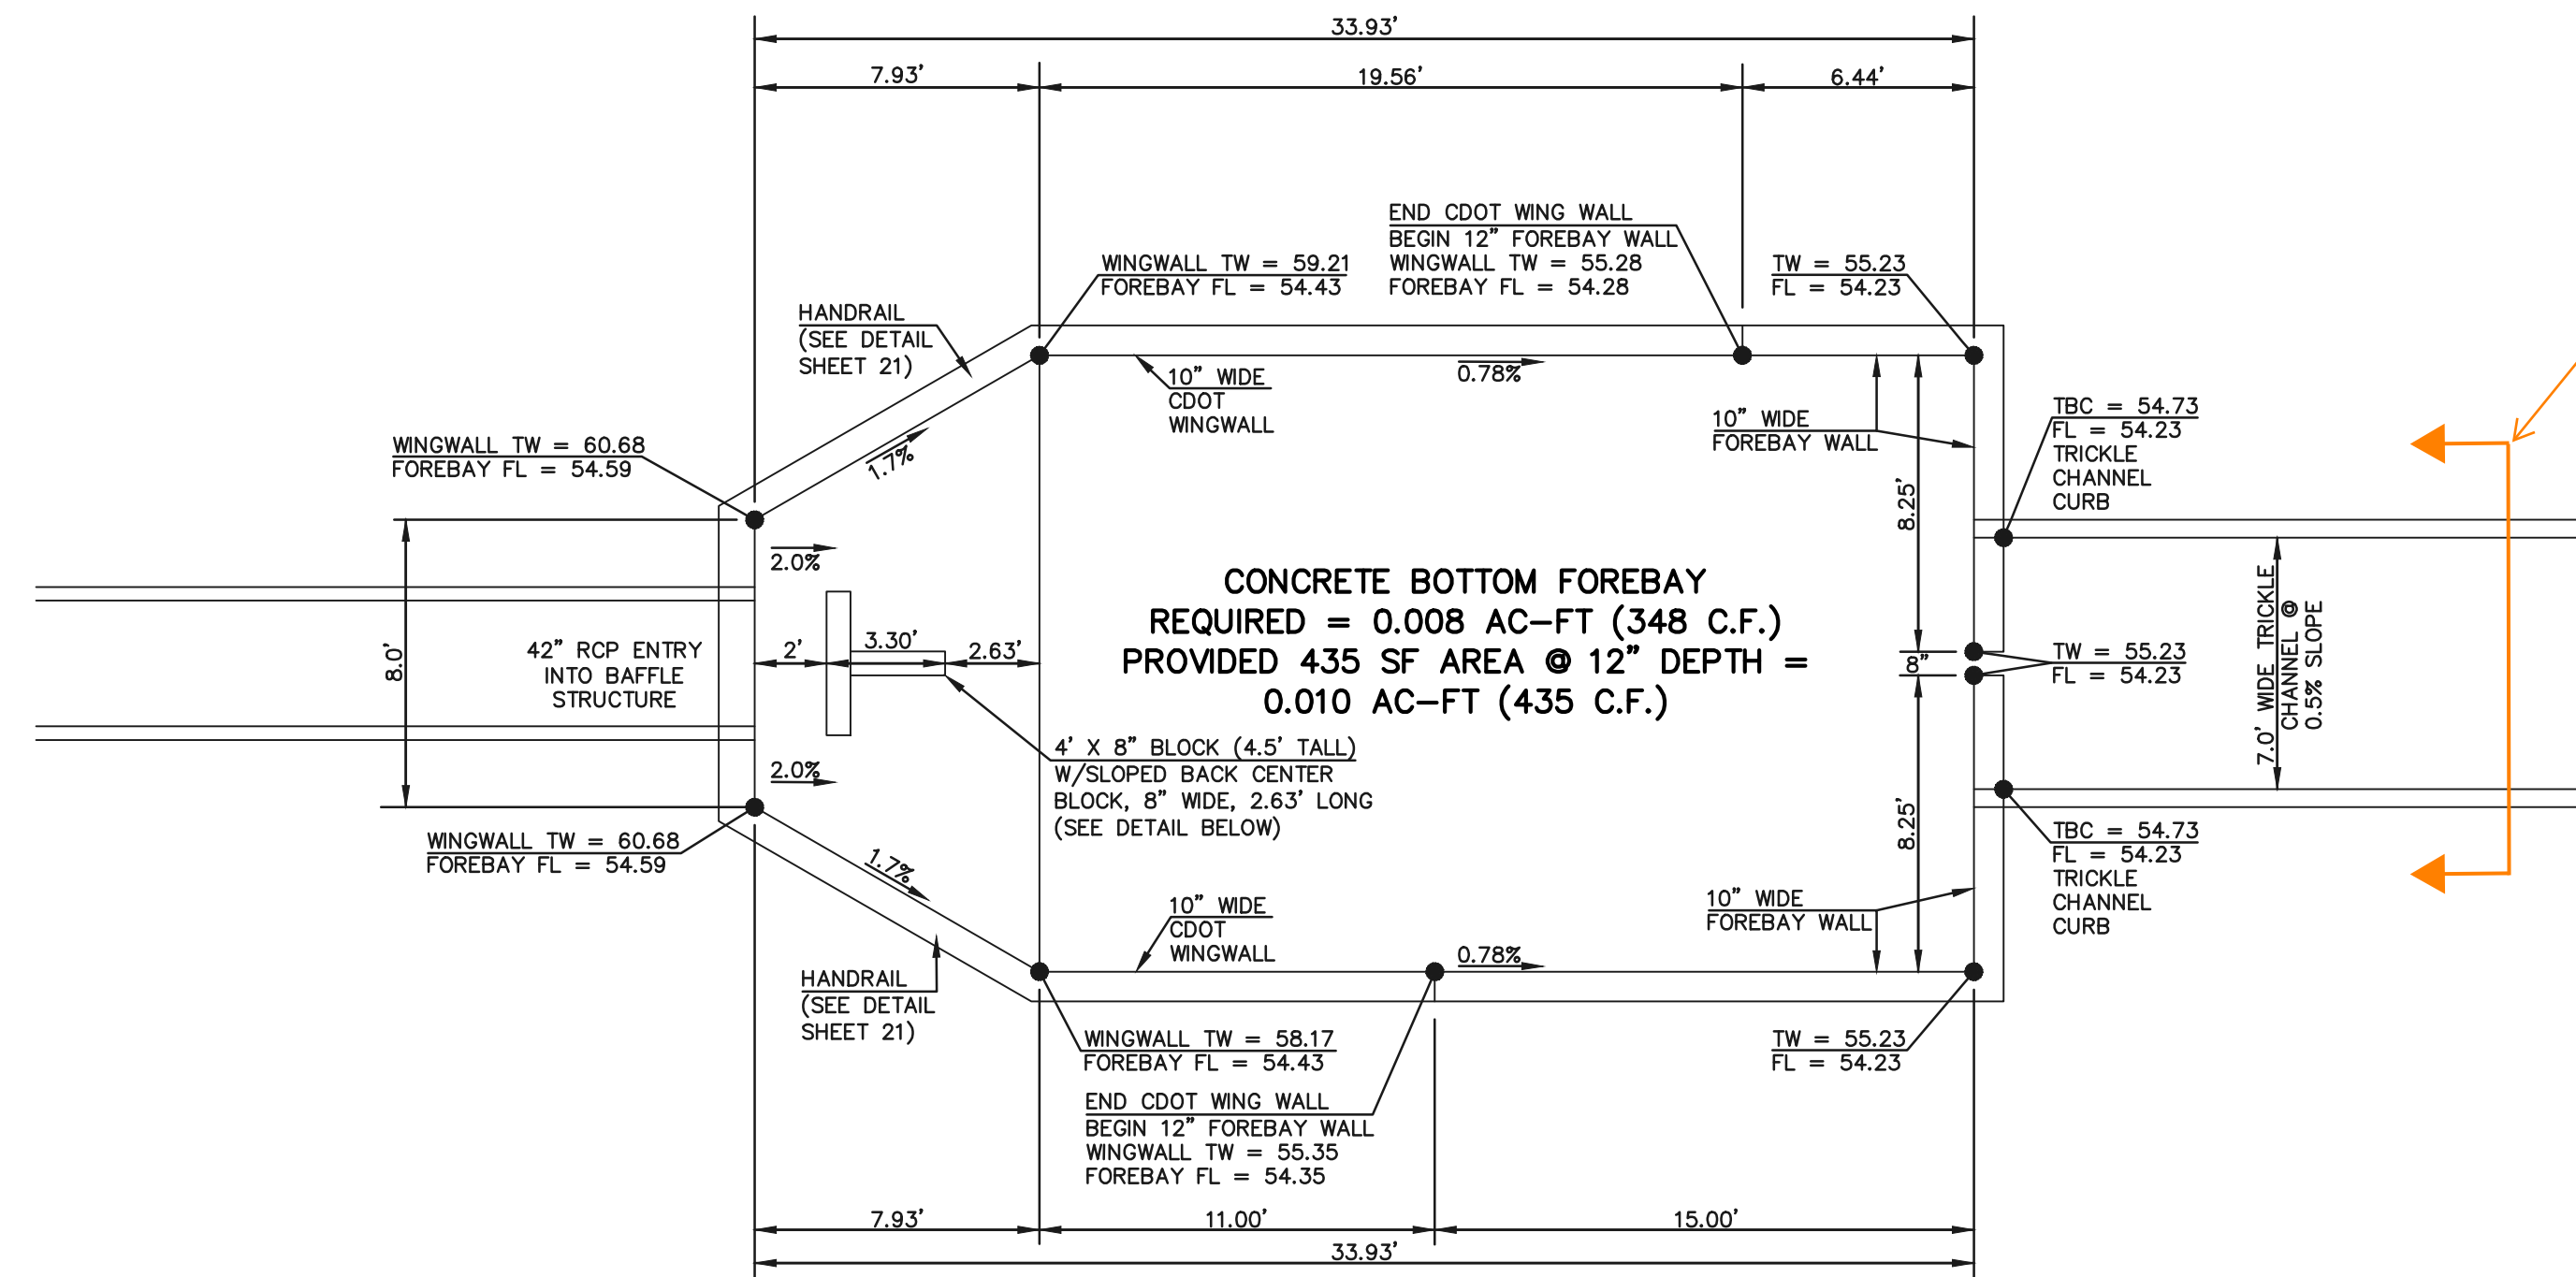 33.93'
7.93'
19.56'
6.44'
END CDOT WING WALL
BEGIN 12" FOREBAY WALL
WINGWALL TW = 55.28
FOREBAY FL = 54.28
WINGWALL TW = 59.21
FOREBAY FL = 54.43
TW = 55.23
FL = 54.23
HANDRAIL
(SEE DETAIL
SHEET 21)
10" WIDE
CDOT
WINGWALL
0.78%
10" WIDE
FOREBAY WALL
TBC = 54.73
FL = 54.23
TRICKLE
CHANNEL
CURB
WINGWALL TW = 60.68
FOREBAY FL = 54.59
1.7%
8.25'
2.0%
CONCRETE BOTTOM FOREBAY
REQUIRED = 0.008 AC-FT (348 C.F.)
PROVIDED 435 SF AREA @ 12" DEPTH =
0.010 AC-FT (435 C.F.)
8.0'
42" RCP ENTRY
INTO BAFFLE
STRUCTURE
2'
3.30'
2.63'
8"
TW = 55.23
FL = 54.23
7.0' WIDE TRICKLE
CHANNEL @
0.5% SLOPE
4' X 8" BLOCK (4.5' TALL)
W/SLOPED BACK CENTER
BLOCK, 8" WIDE, 2.63' LONG
(SEE DETAIL BELOW)
2.0%
8.25'
WINGWALL TW = 60.68
FOREBAY FL = 54.59
1.7%
TBC = 54.73
FL = 54.23
TRICKLE
CHANNEL
CURB
10" WIDE
CDOT
WINGWALL
10" WIDE
FOREBAY WALL
0.78%
HANDRAIL
(SEE DETAIL
SHEET 21)
WINGWALL TW = 58.17
FOREBAY FL = 54.43
TW = 55.23
FL = 54.23
END CDOT WING WALL
BEGIN 12" FOREBAY WALL
WINGWALL TW = 55.35
FOREBAY FL = 54.35
7.93'
11.00'
15.00'
33.93'